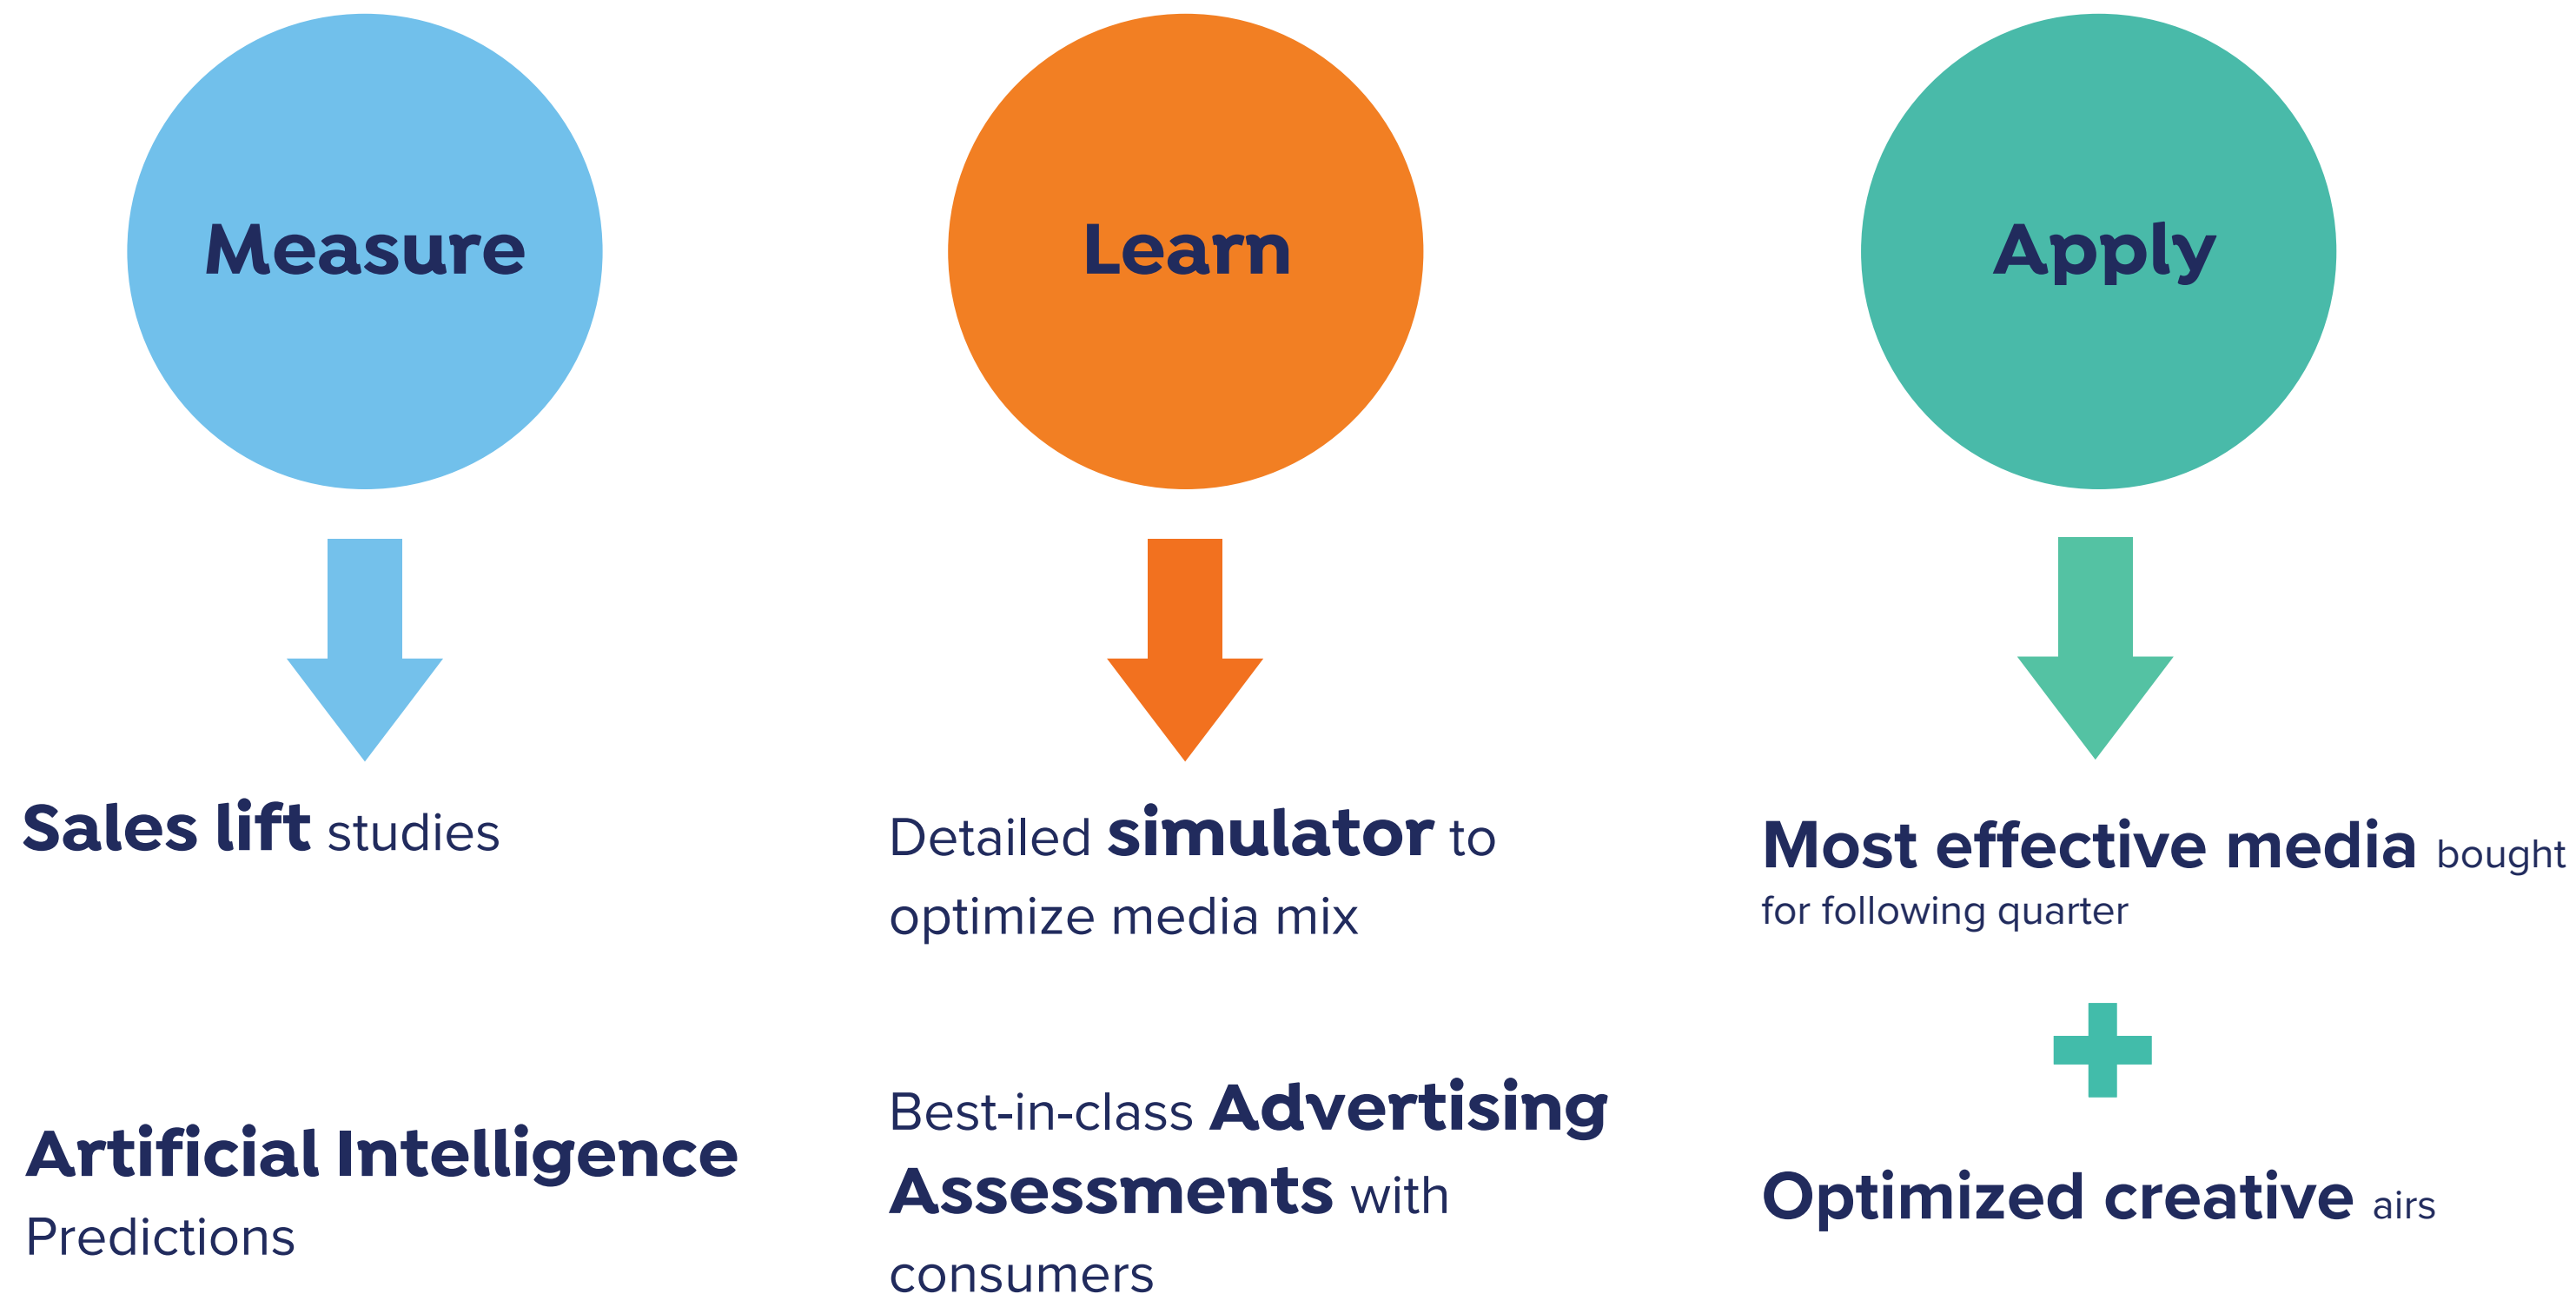 Measure
Sales lift studies
Artificial Intelligence
Predictions
Learn
Detailed simulator to
optimize media mix
Best-in-class Advertising
Assessments with
consumers
Apply
Most effective media bought
for following quarter
+
Optimized creative airs